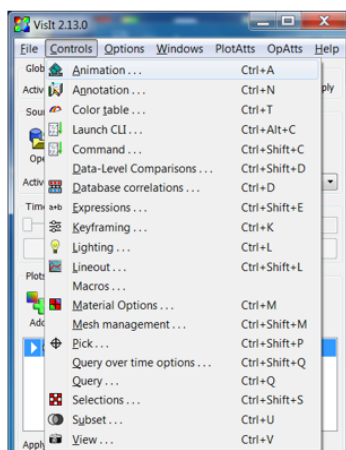 VisIt 2.13.0
File Controls Options Windows PlotAtts OpAtts Help
Animation . . . Ctrl+A
Annotation . . . Ctrl+N
Color table . . . Ctrl+T
Launch CLI . . . Ctrl+Alt+C
Command . . . Ctrl+Shift+C
Data-Level Comparisons . . . Ctrl+Shift+D
Database correlations . . . Ctrl+D
a+b Expressions . . . Ctrl+Shift+E
Keyframing . . . Ctrl+K
Lighting . . . Ctrl+L
Lineout . . . Ctrl+Shift+L
Macros . . .
Material Options . . . Ctrl+M
Mesh management . . . Ctrl+Shift+M
Pick . . . Ctrl+Shift+P
Query over time options . . . Ctrl+Shift+Q
Query . . . Ctrl+Q
Selections . . . Ctrl+Shift+S
Subset . . . Ctrl+U
View . . . Ctrl+V